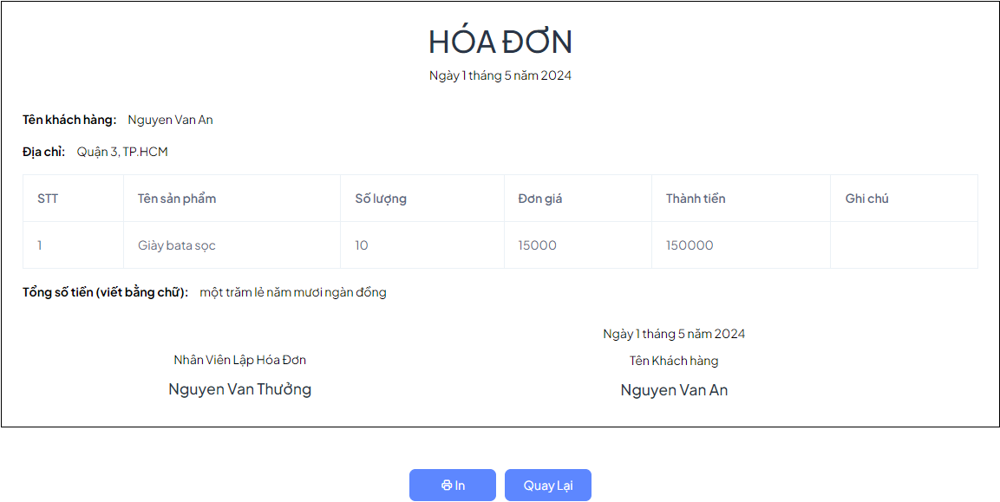 HÓA ĐƠN
Ngày 1 tháng 5 năm 2024
Tên khách hàng: Nguyen Van An
Địa chỉ: Quận 3, TP.HCM
STT Tên sản phẩm Số lượng Đơn giá Thành tiền Ghi chú
1 Giày bata sọc 10 15000 150000
Tổng số tiền (viết bằng chữ): một trăm lẻ năm mươi ngàn đồng
Ngày 1 tháng 5 năm 2024
Nhân Viên Lập Hóa Đơn Tên Khách hàng
Nguyen Van Thưởng Nguyen Van An
In Quay Lại